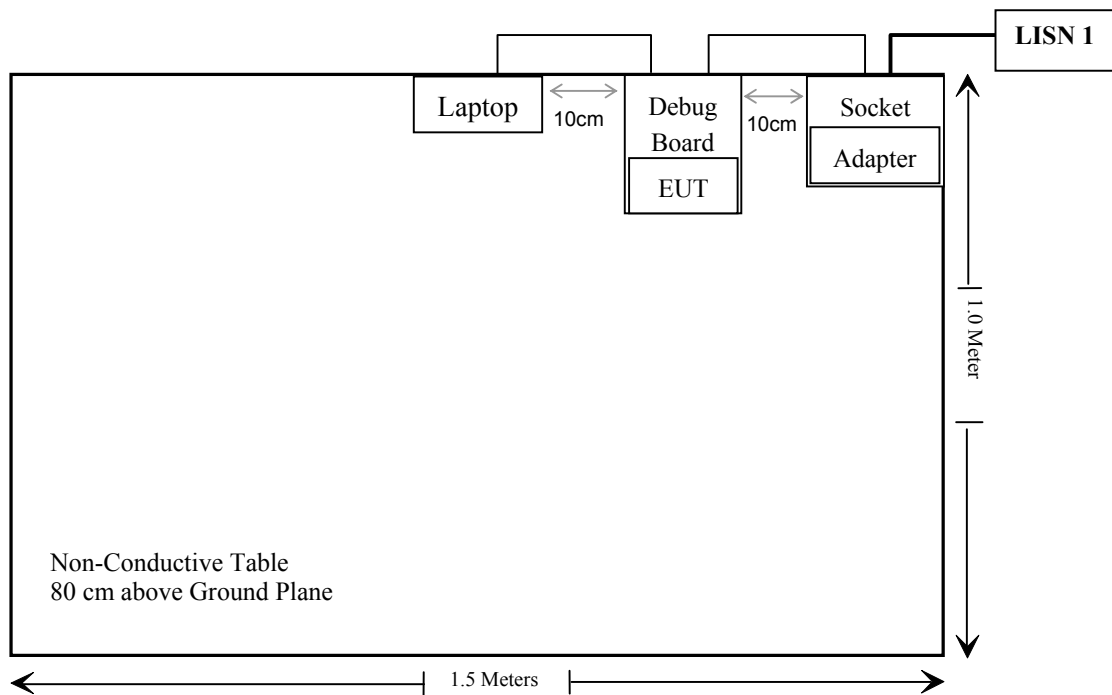 LISN 1
Laptop
10cm
Debug
Board
EUT
10cm
Socket
Adapter
1.0 Meter
Non-Conductive Table
80 cm above Ground Plane
1.5 Meters